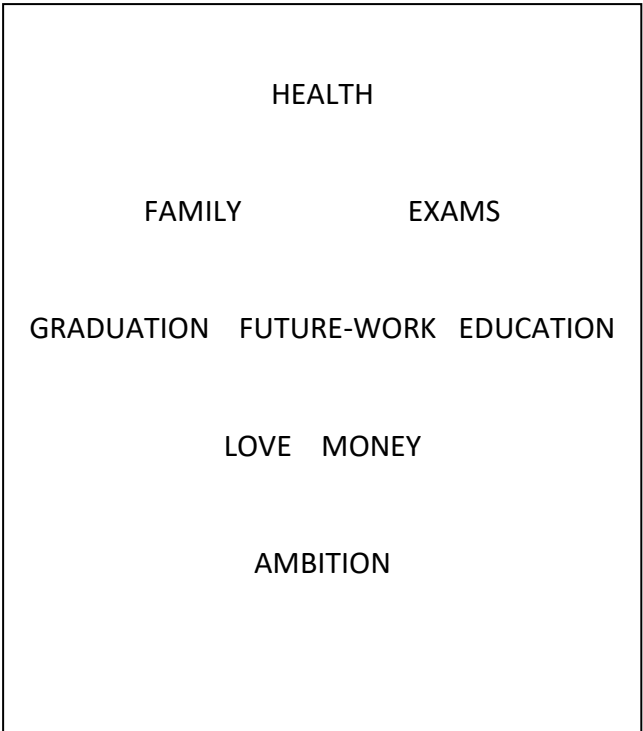 HEALTH
FAMILY EXAMS
GRADUATION FUTURE-WORK EDUCATION
LOVE MONEY
AMBITION